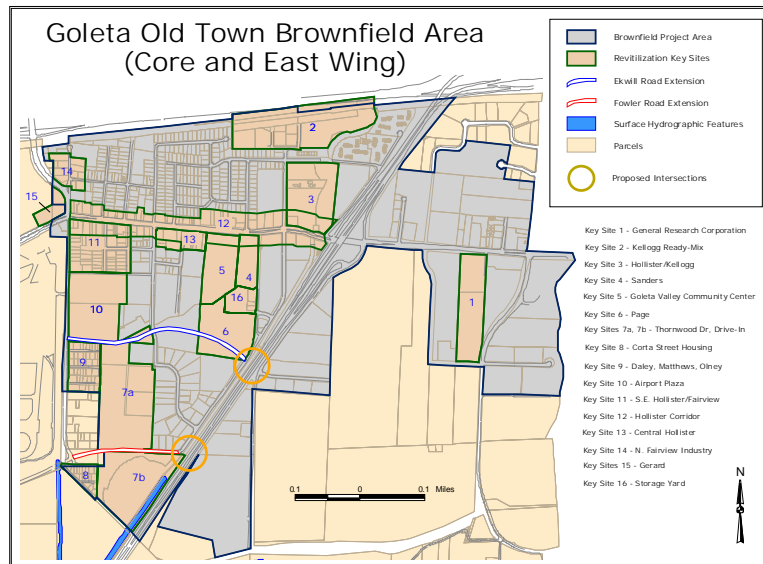 Goleta Old Town Brownfield Area
(Core and East Wing)
Brownfield Project Area
Revitilization Key Sites
Ekwill Road Extension
Fowler Road Extension
Surface Hydrographic Features
Parcels
Proposed Intersections
Key Site 1 - General Research Corporation
Key Site 2 - Kellogg Ready-Mix
Key Site 3 - Hollister/Kellogg
Key Site 4 - Sanders
Key Site 5 - Goleta Valley Community Center
Key Site 6 - Page
Key Sites 7a, 7b - Thornwood Dr, Drive-In
Key Site 8 - Corta Street Housing
Key Site 9 - Daley, Matthews, Olney
Key Site 10 - Airport Plaza
Key Site 11 - S.E. Hollister/Fairview
Key Site 12 - Hollister Corridor
Key Site 13 - Central Hollister
Key Site 14 - N. Fairview Industry
Key Sites 15 - Gerard
Key Site 16 - Storage Yard
2
14
3
15
12
11
13
5
4
16
10
1
6
9
7a
8
7b
0.1 0 0.1 Miles
N